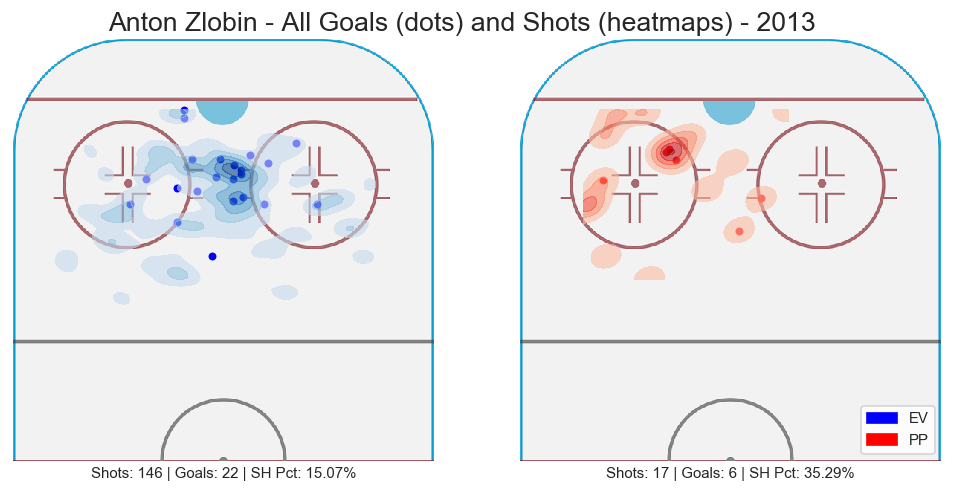 Anton Zlobin - All Goals (dots) and Shots (heatmaps) - 2013
EV
PP
Shots: 146 | Goals: 22 | SH Pct: 15.07%
Shots: 17 | Goals: 6 | SH Pct: 35.29%